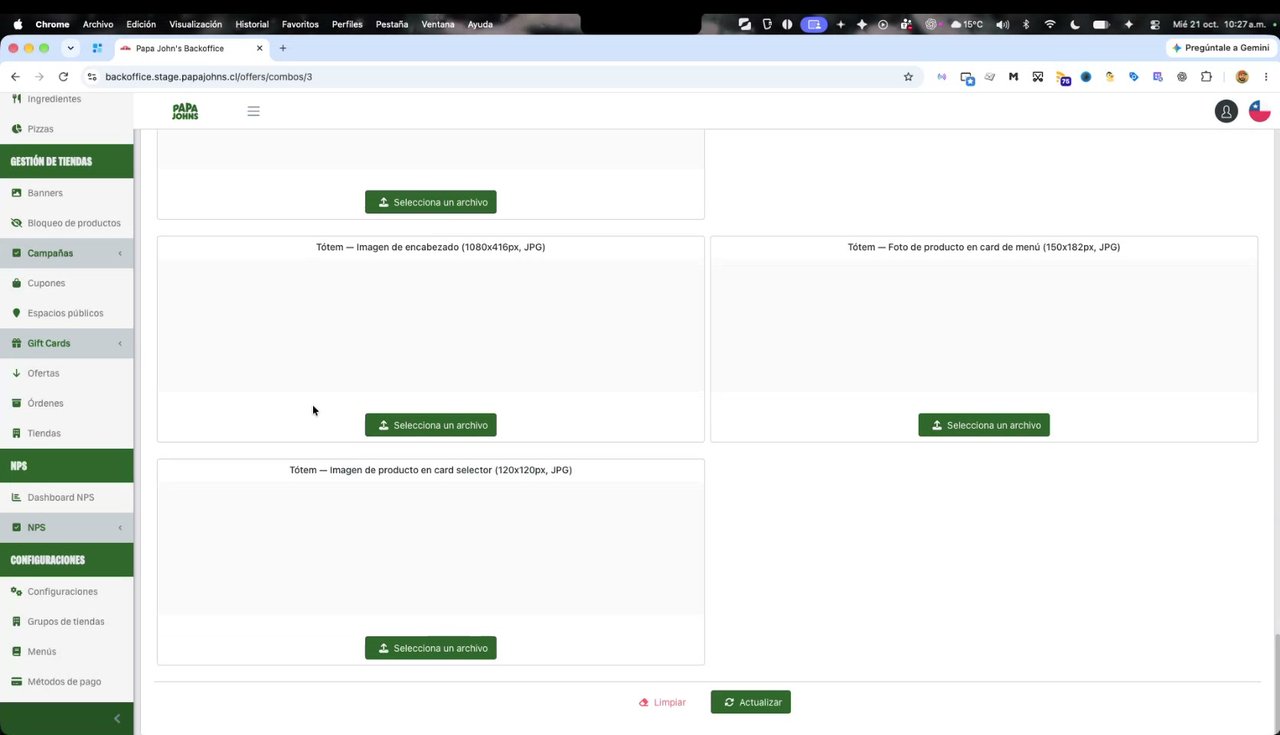 Chrome Archivo Edición Visualización Historial Favoritos Perfiles Pestaña Ventana Ayuda 15°C Mié 21 oct. 10:27 a.m.
Papa John's Backoffice
Pregúntale a Gemini
backoffice.stage.papajohns.cl/offers/combos/3
75
PAPA JOHNS
Ingredientes
Pizzas
GESTIÓN DE TIENDAS
Banners
Bloqueo de productos
Campañas
Cupones
Espacios públicos
Gift Cards
Ofertas
Órdenes
Tiendas
NPS
Dashboard NPS
NPS
CONFIGURACIONES
Configuraciones
Grupos de tiendas
Menús
Métodos de pago
Selecciona un archivo
Tótem — Imagen de encabezado (1080x416px, JPG)
Selecciona un archivo
Tótem — Foto de producto en card de menú (150x182px, JPG)
Selecciona un archivo
Tótem — Imagen de producto en card selector (120x120px, JPG)
Selecciona un archivo
Limpiar
Actualizar